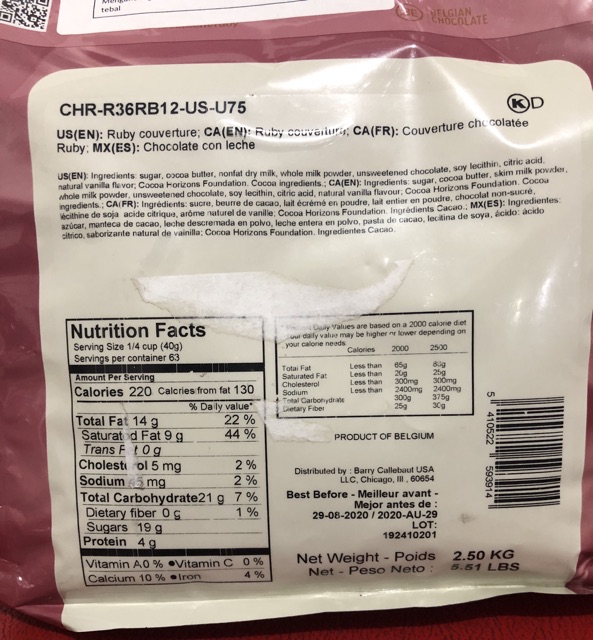 tebal
BELGIAN
CHOCOLATE
CHR-R36RB12-US-U75
KD
US(EN): Ruby couverture; CA(EN): Ruby couverture; CA(FR): Couverture chocolatée
Ruby; MX(ES): Chocolate con leche
US(EN): Ingredients: sugar, cocoa butter, nonfat dry milk, whole milk powder, unsweetened chocolate, soy lecithin, citric acid,
natural vanilla flavor; Cocoa Horizons Foundation. Cocoa ingredients.; CA(EN): Ingredients: sugar, cocoa butter, skim milk powder,
whole milk powder, unsweetened chocolate, soy lecithin, citric acid, natural vanilla flavour; Cocoa Horizons Foundation. Cocoa
ingredients.; CA(FR): Ingrédients: sucre, beurre de cacao, lait écrémé en poudre, lait entier en poudre, chocolat non-sucré,
lécithine de soja acide citrique, arôme naturel de vanille; Cocoa Horizons Foundation. Ingrédients Cacao.; MX(ES): Ingredientes:
azúcar, manteca de cacao, leche descremada en polvo, leche entera en polvo, pasta de cacao, lecitina de soya, ácido: ácido
cítrico, saborizante natural de vainilla; Cocoa Horizons Foundation. Ingredientes Cacao.
Nutrition Facts
Serving Size 1/4 cup (40g)
Servings per container 63
Amount Per Serving
Calories 220 Calories from fat 130
% Daily value*
Total Fat 14 g 22 %
Saturated Fat 9 g 44 %
Trans Fat 0 g
Cholesterol 5 mg 2 %
Sodium mg 2 %
Total Carbohydrate21 g 7 %
Dietary fiber 0 g 1 %
Sugars 19 g
Protein 4 g
Vitamin A0 % ●Vitamin C 0 %
Calcium 10 % ●Iron 4 %
Daily Values are based on a 2000 calorie diet
Your daily value may be higher or lower depending on
your calorie needs:
Calories 2000 2500
Total Fat Less than 65g 80g
Saturated Fat Less than 20g 25g
Cholesterol Less than 300mg 300mg
Sodium Less than 2400mg 2400mg
Total Carbohydrate 300g 375g
Dietary Fiber 25g 30g
PRODUCT OF BELGIUM
Distributed by : Barry Callebaut USA
LLC, Chicago, Ill , 60654
Best Before - Meilleur avant -
Mejor antes de :
29-08-2020 / 2020-AU-29
LOT:
192410201
Net Weight - Poids 2.50 KG
Net - Peso Neto : 5.51 LBS
5 410522 593914